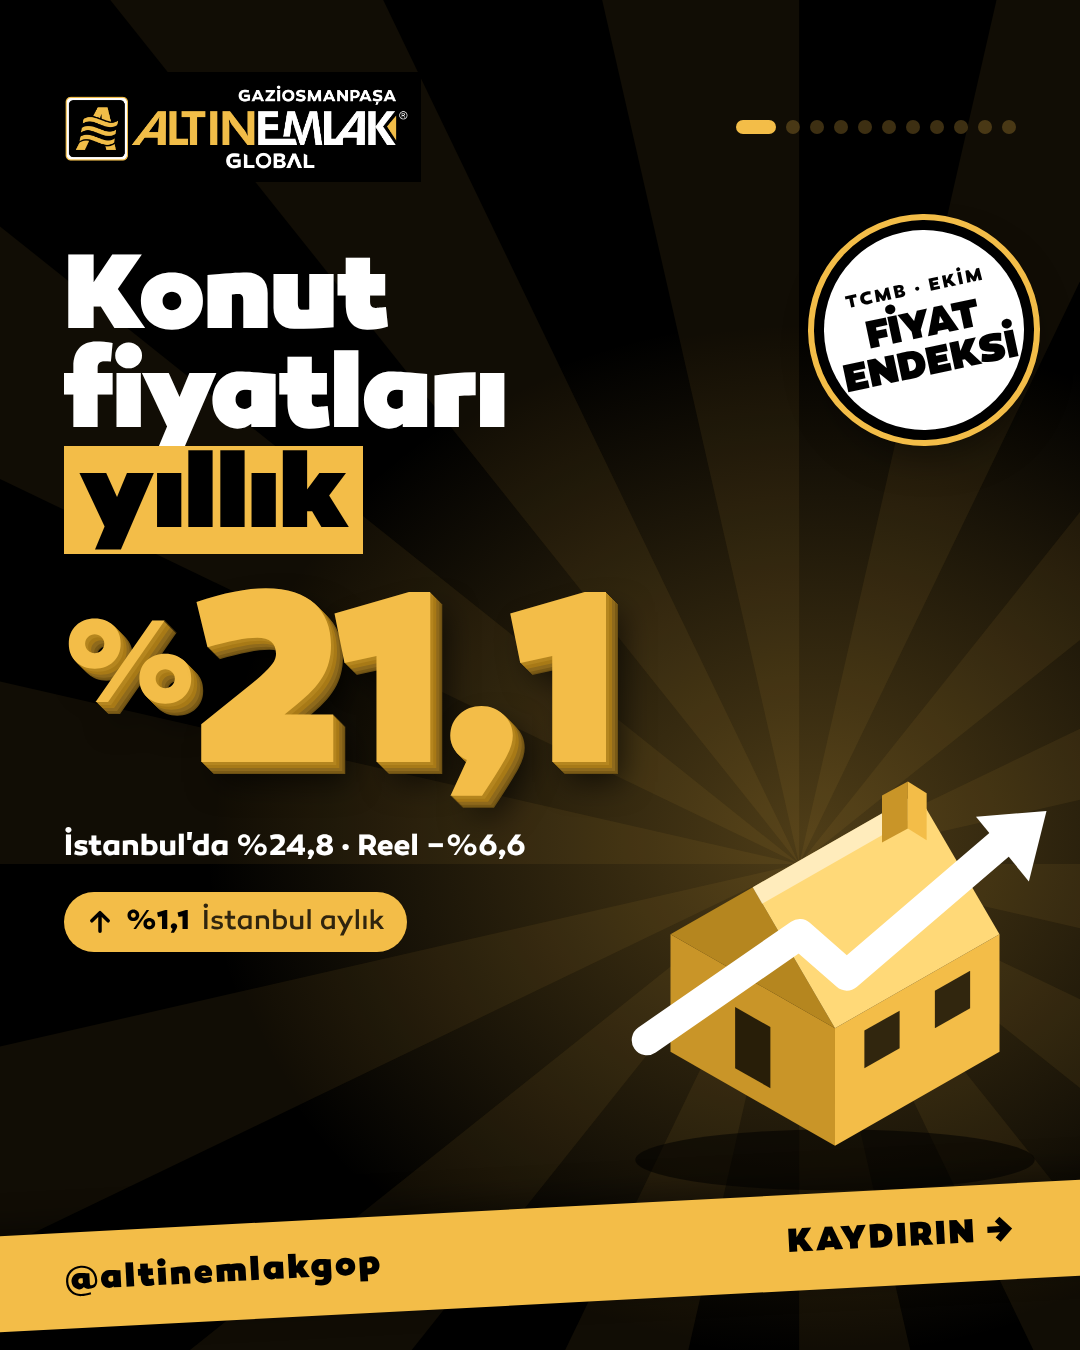 GAZİOSMANPAŞA
ALTINEMLAK®
GLOBAL
TCMB · EKİM
FİYAT
ENDEKSİ
Konut
fiyatları
yıllık
%21,1
İstanbul'da %24,8 · Reel −%6,6
↑ %1,1 İstanbul aylık
@altinemlakgop
KAYDIRIN →